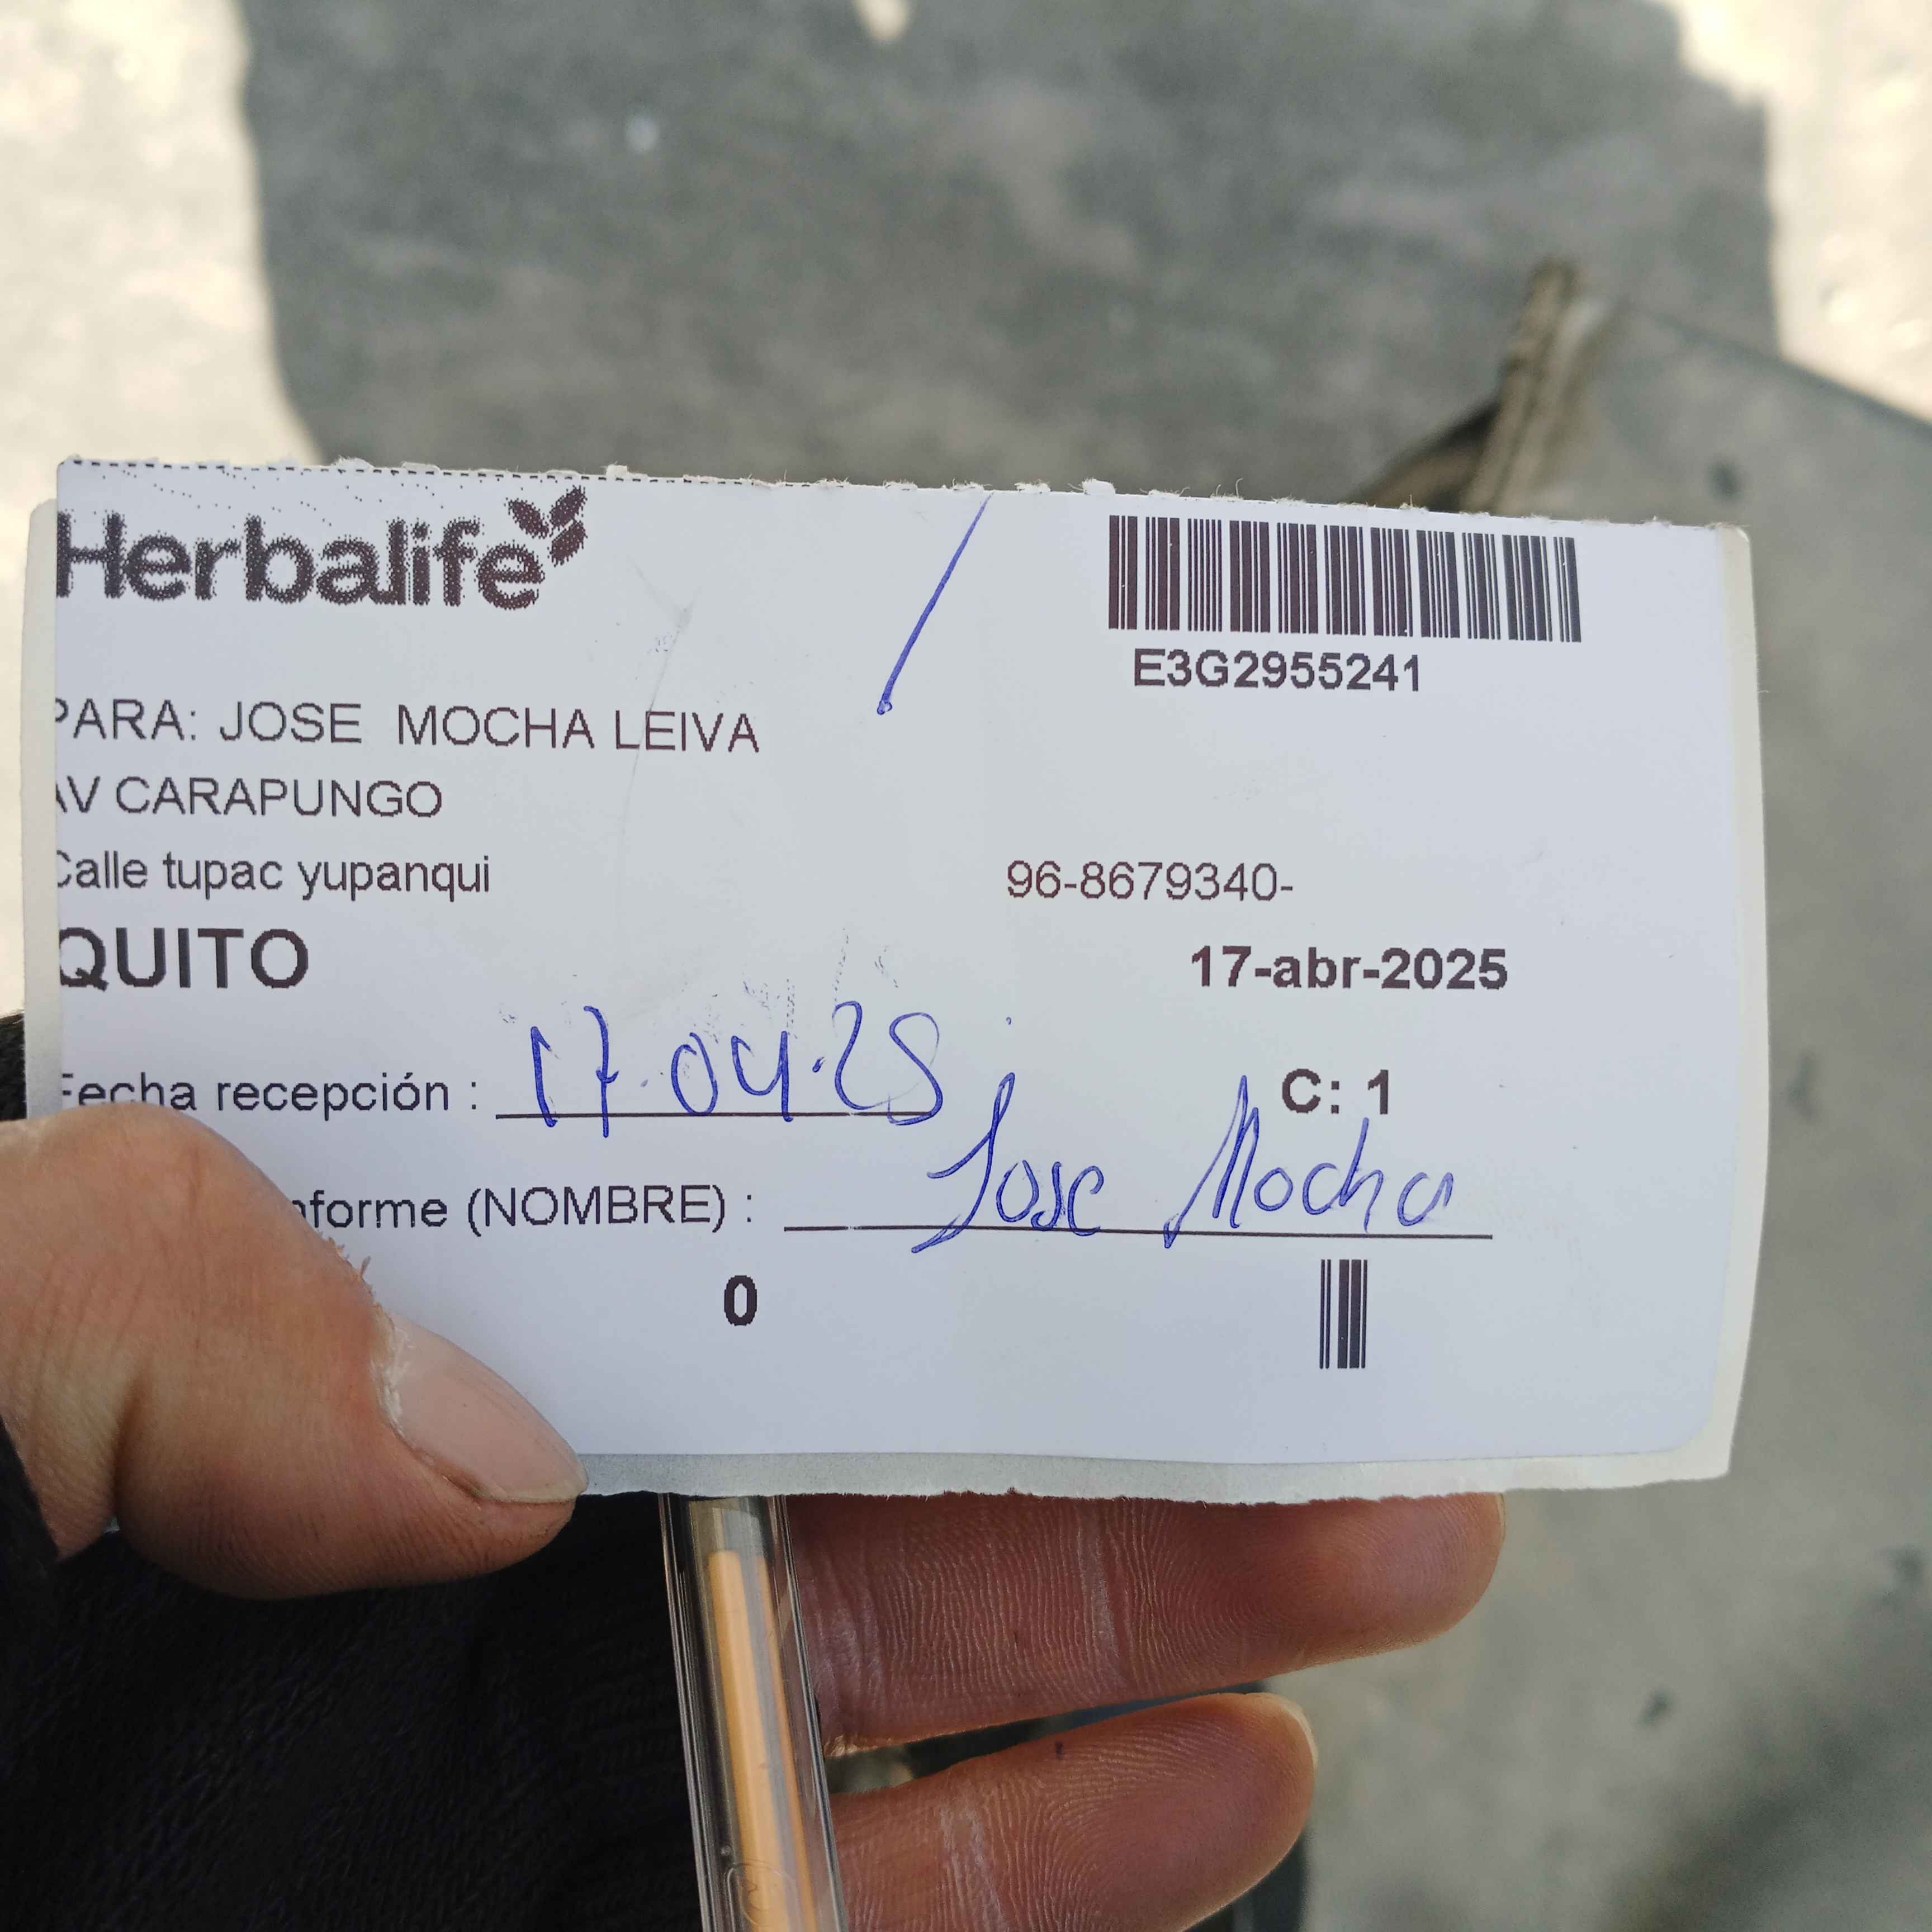 Herbalife
E3G2955241
PARA: JOSE MOCHA LEIVA
AV CARAPUNGO
Calle tupac yupanqui 96-8679340-
QUITO 17-abr-2025
Fecha recepción : 17.04.25
C: 1
nforme (NOMBRE) : Jose Mocha
0